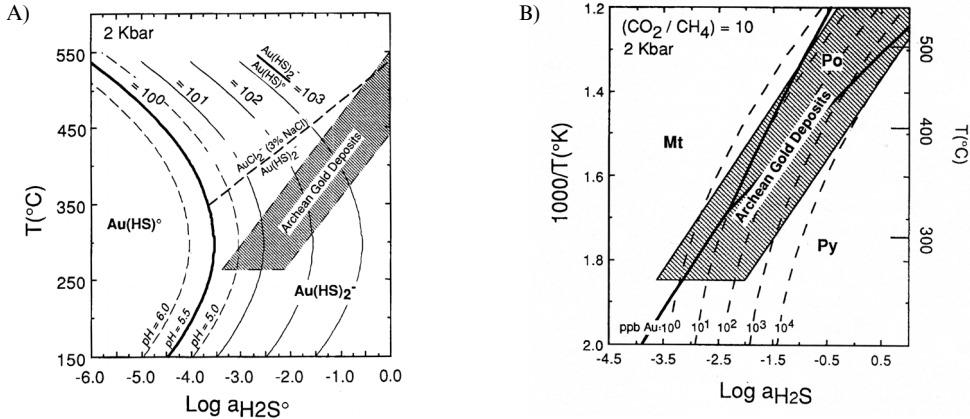 A)
2 Kbar
Au(HS)₂⁻
Au(HS)° =103
=100
=101
=102
AuCl₂⁻ (3% NaCl)
Au(HS)₂⁻
Archean Gold Deposits
Au(HS)°
Au(HS)₂⁻
pH = 6.0
pH = 5.5
pH = 5.0
T(°C)
550
450
350
250
150
-6.0 -5.0 -4.0 -3.0 -2.0 -1.0 0.0
Log aH2S°
B)
(CO₂ / CH₄) = 10
2 Kbar
Po
Mt
Archean Gold Deposits
Py
ppb Au=10⁰ 10¹ 10² 10³ 10⁴
1000/T(°K)
1.2
1.4
1.6
1.8
2.0
-4.5 -3.5 -2.5 -1.5 -0.5 0.5
Log aH2S
500
400
300
T(°C)